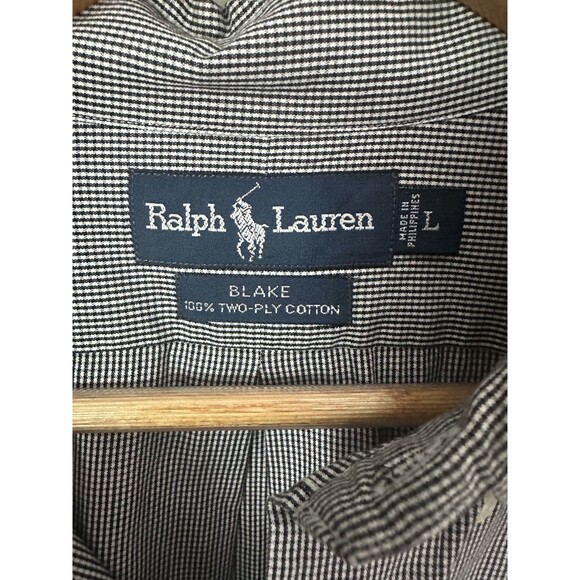 Ralph Lauren
MADE IN
PHILIPPINES
L
BLAKE
100% TWO-PLY COTTON